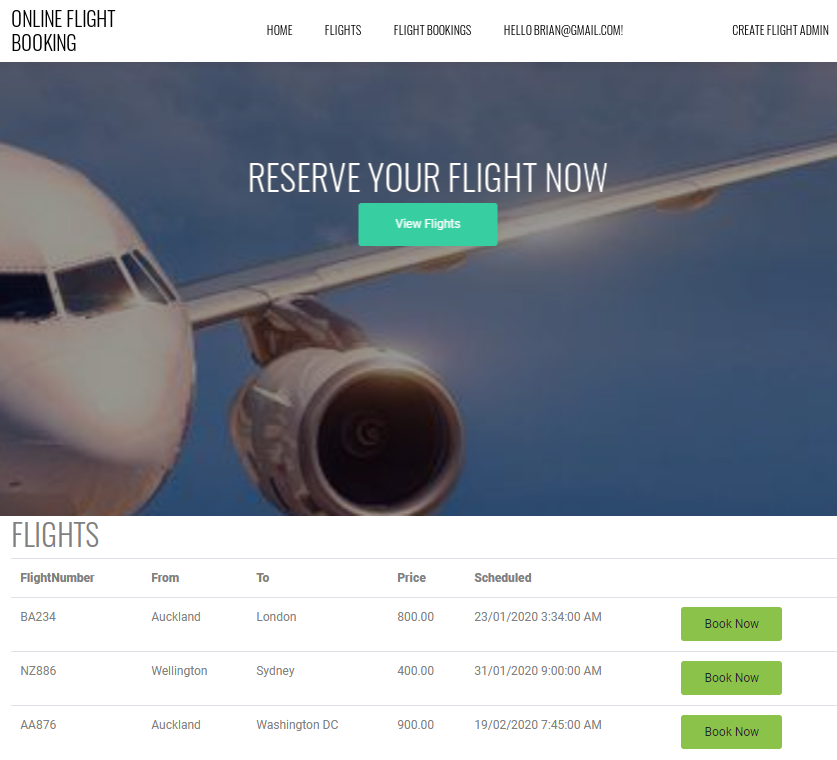 ONLINE FLIGHT
BOOKING
HOME FLIGHTS FLIGHT BOOKINGS HELLO BRIAN@GMAIL.COM! CREATE FLIGHT ADMIN
RESERVE YOUR FLIGHT NOW
View Flights
FLIGHTS
FlightNumber From To Price Scheduled
BA234 Auckland London 800.00 23/01/2020 3:34:00 AM Book Now
NZ886 Wellington Sydney 400.00 31/01/2020 9:00:00 AM Book Now
AA876 Auckland Washington DC 900.00 19/02/2020 7:45:00 AM Book Now